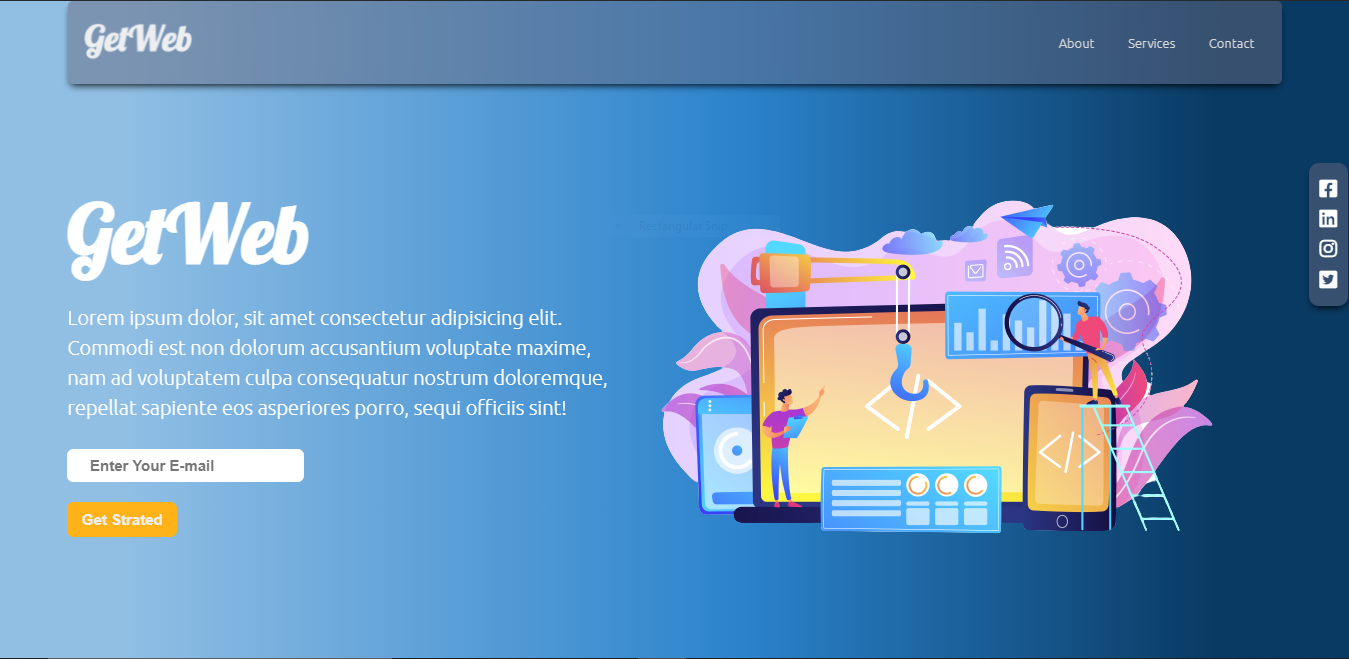 GetWeb
About
Services
Contact
GetWeb
Lorem ipsum dolor, sit amet consectetur adipisicing elit.
Commodi est non dolorum accusantium voluptate maxime,
nam ad voluptatem culpa consequatur nostrum doloremque,
repellat sapiente eos asperiores porro, sequi officiis sint!
Enter Your E-mail
Get Strated
Rectangular Snip